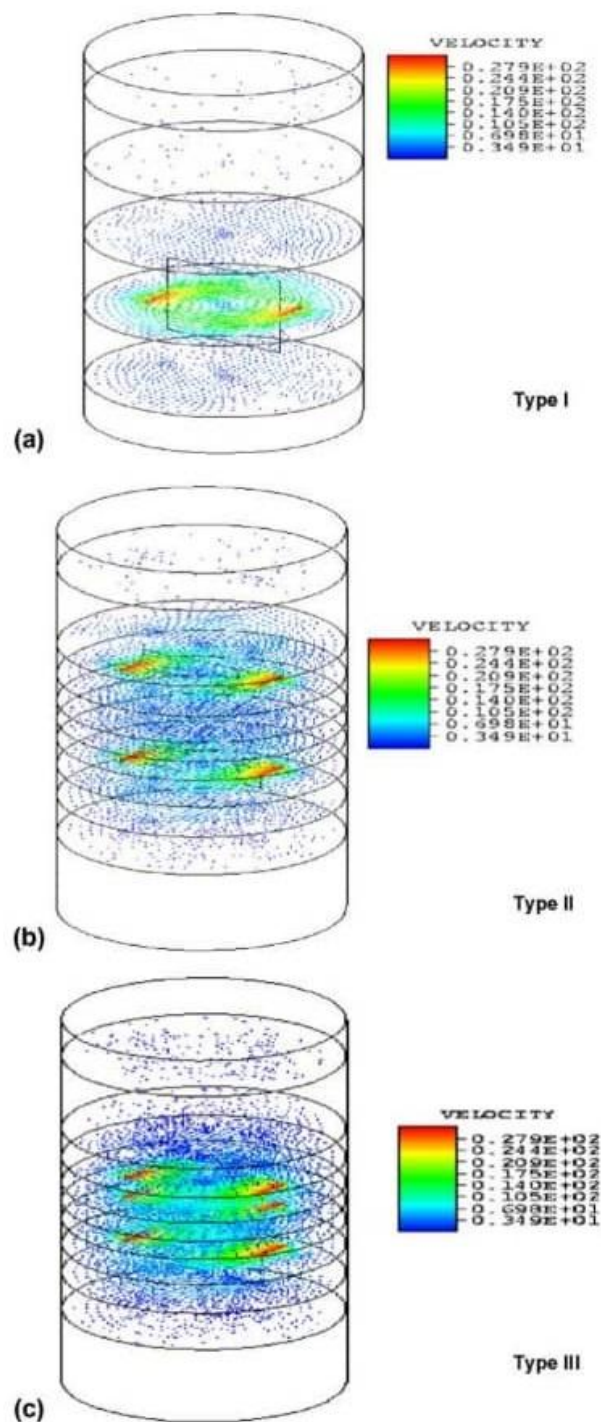 VELOCITY
0.279E+02
0.244E+02
0.209E+02
0.175E+02
0.140E+02
0.105E+02
0.698E+01
0.349E+01
Type I
(a)
VELOCITY
0.279E+02
0.244E+02
0.209E+02
0.175E+02
0.140E+02
0.105E+02
0.698E+01
0.349E+01
Type II
(b)
VELOCITY
0.279E+02
0.244E+02
0.209E+02
0.175E+02
0.140E+02
0.105E+02
0.698E+01
0.349E+01
Type III
(c)